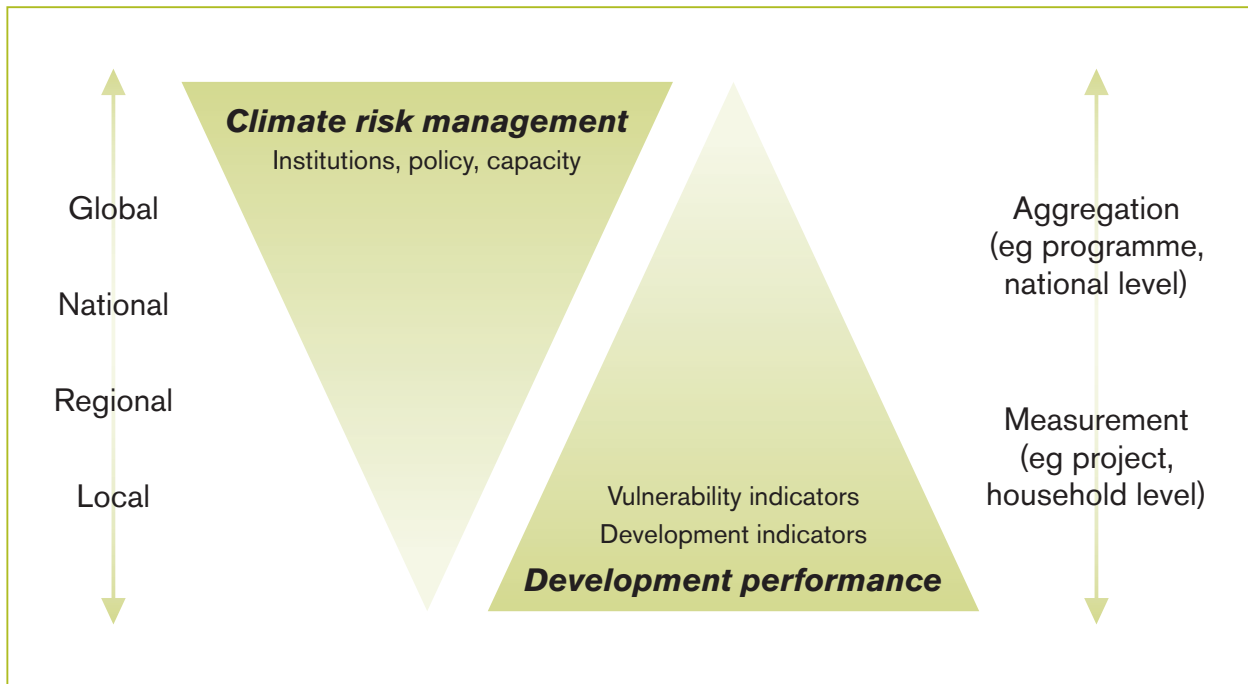 Climate risk management
Institutions, policy, capacity
Global
National
Regional
Local
Aggregation
(eg programme,
national level)
Measurement
(eg project,
household level)
Vulnerability indicators
Development indicators
Development performance